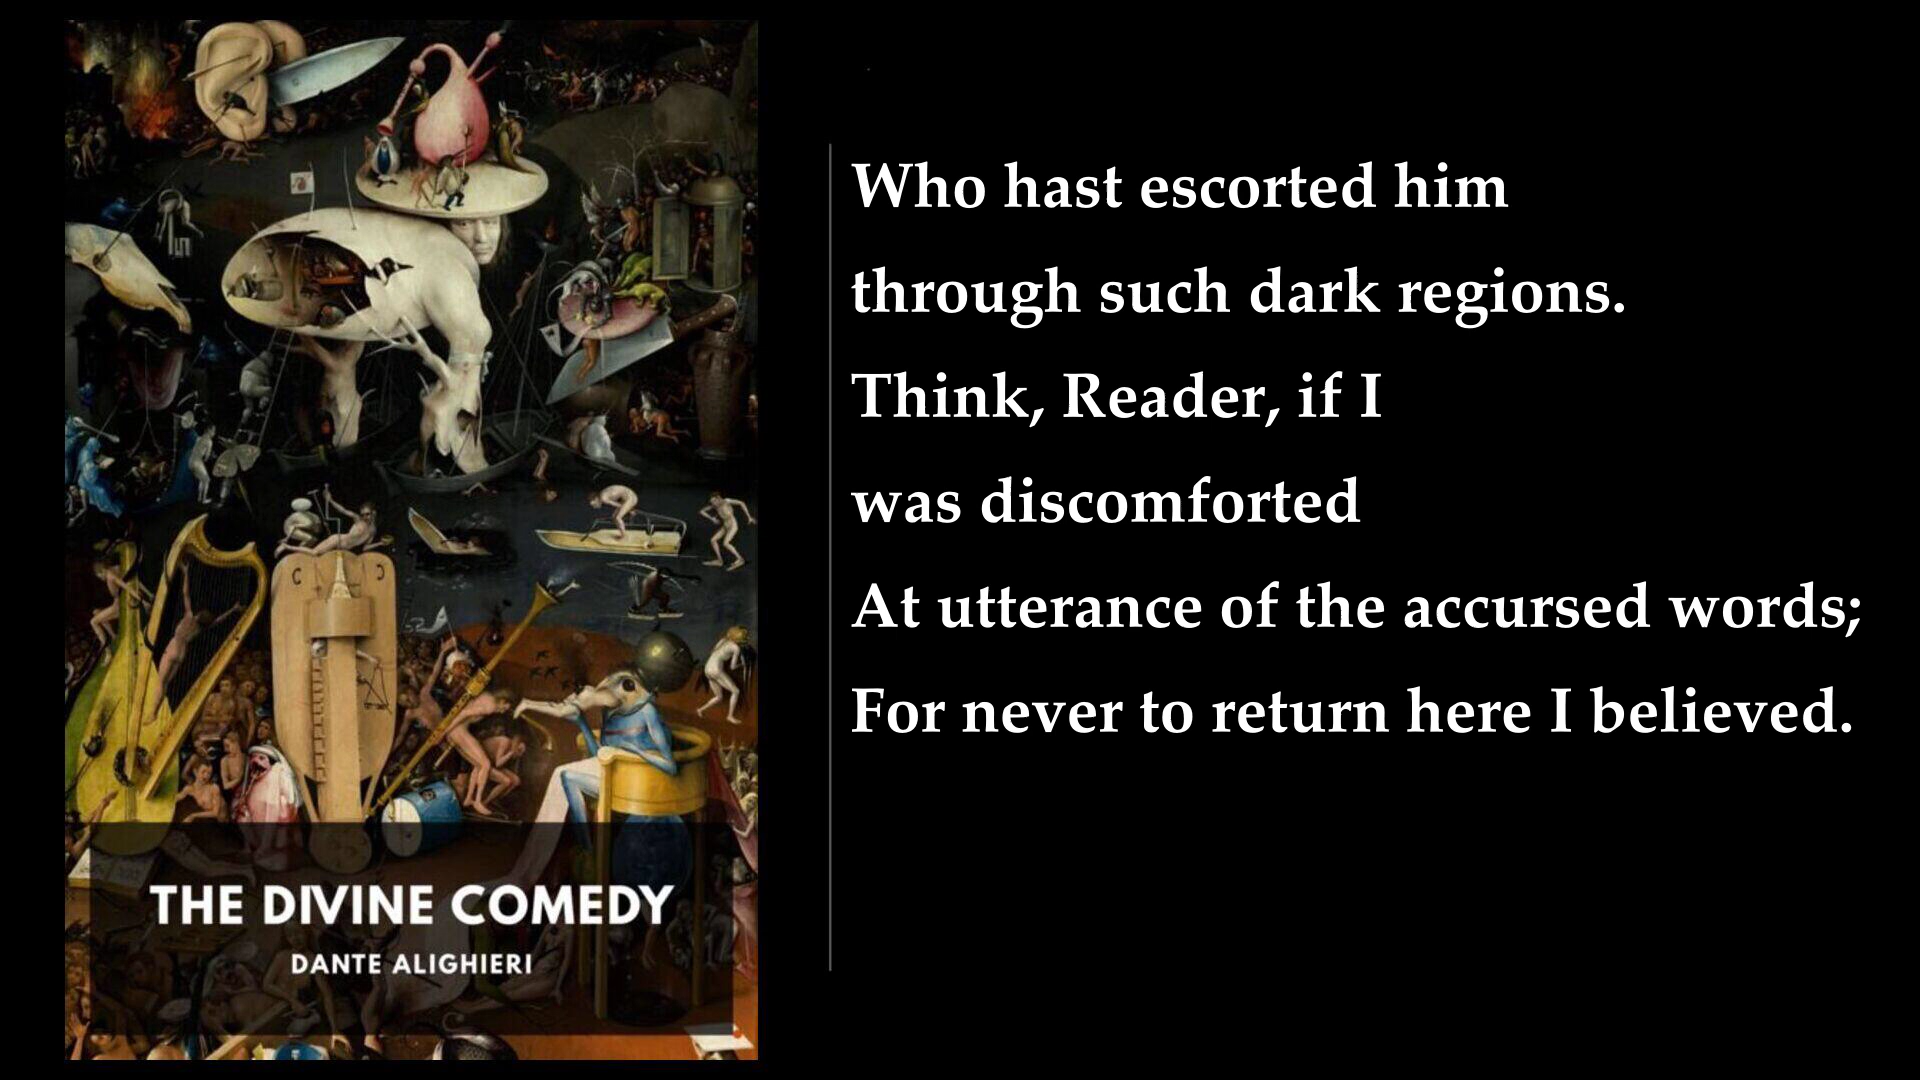 THE DIVINE COMEDY
DANTE ALIGHIERI
Who hast escorted him
through such dark regions.
Think, Reader, if I
was discomforted
At utterance of the accursed words;
For never to return here I believed.